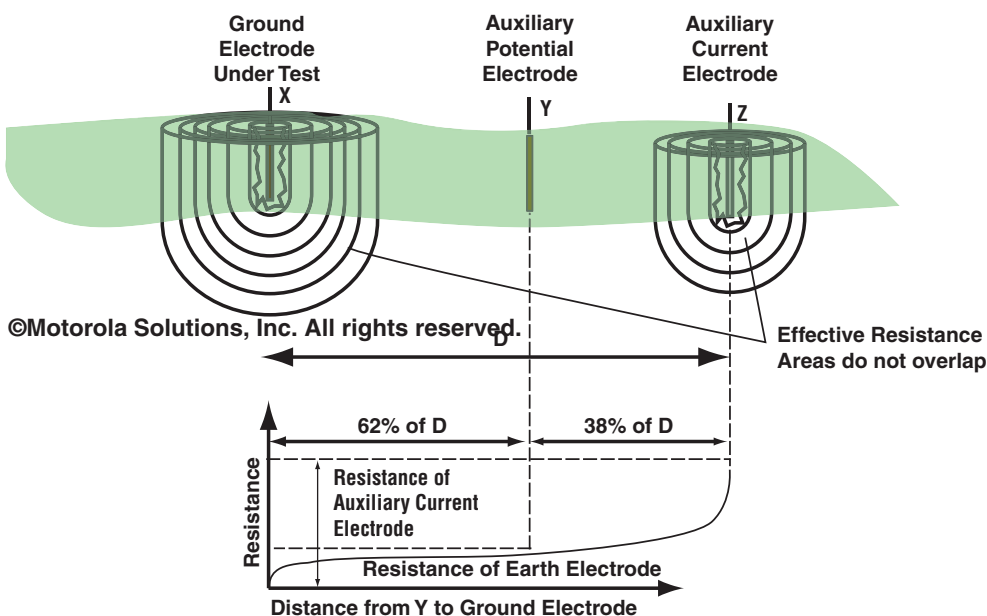 Ground
Electrode
Under Test
Auxiliary
Potential
Electrode
Auxiliary
Current
Electrode
X
Y
Z
©Motorola Solutions, Inc. All rights reserved.
D
Effective Resistance
Areas do not overlap
62% of D
38% of D
Resistance
Resistance of
Auxiliary Current
Electrode
Resistance of Earth Electrode
Distance from Y to Ground Electrode